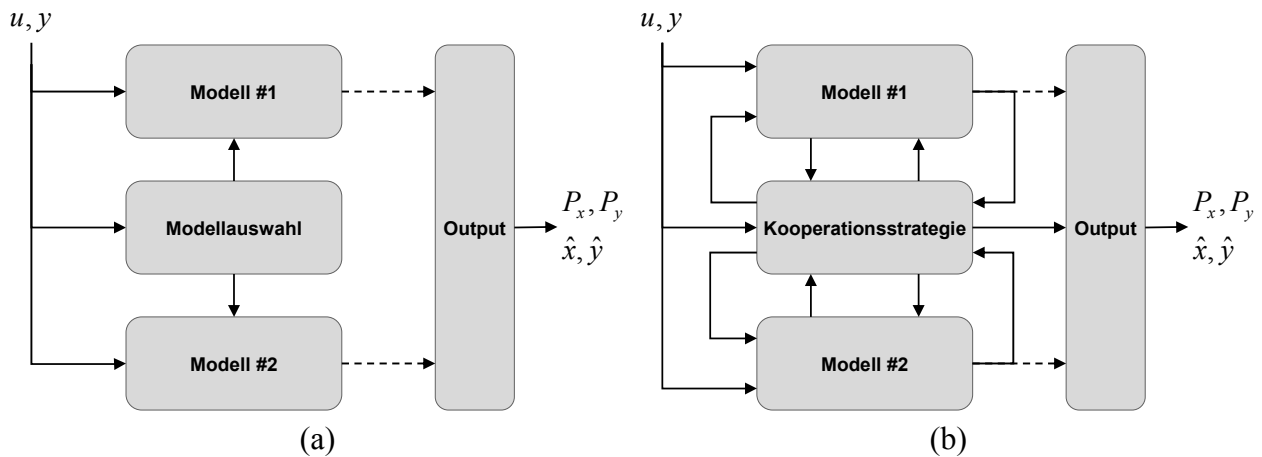 u, y
Modell #1
Modellauswahl
Modell #2
Output
P_x, P_y
x̂, ŷ
(a)
u, y
Modell #1
Kooperationsstrategie
Modell #2
Output
P_x, P_y
x̂, ŷ
(b)